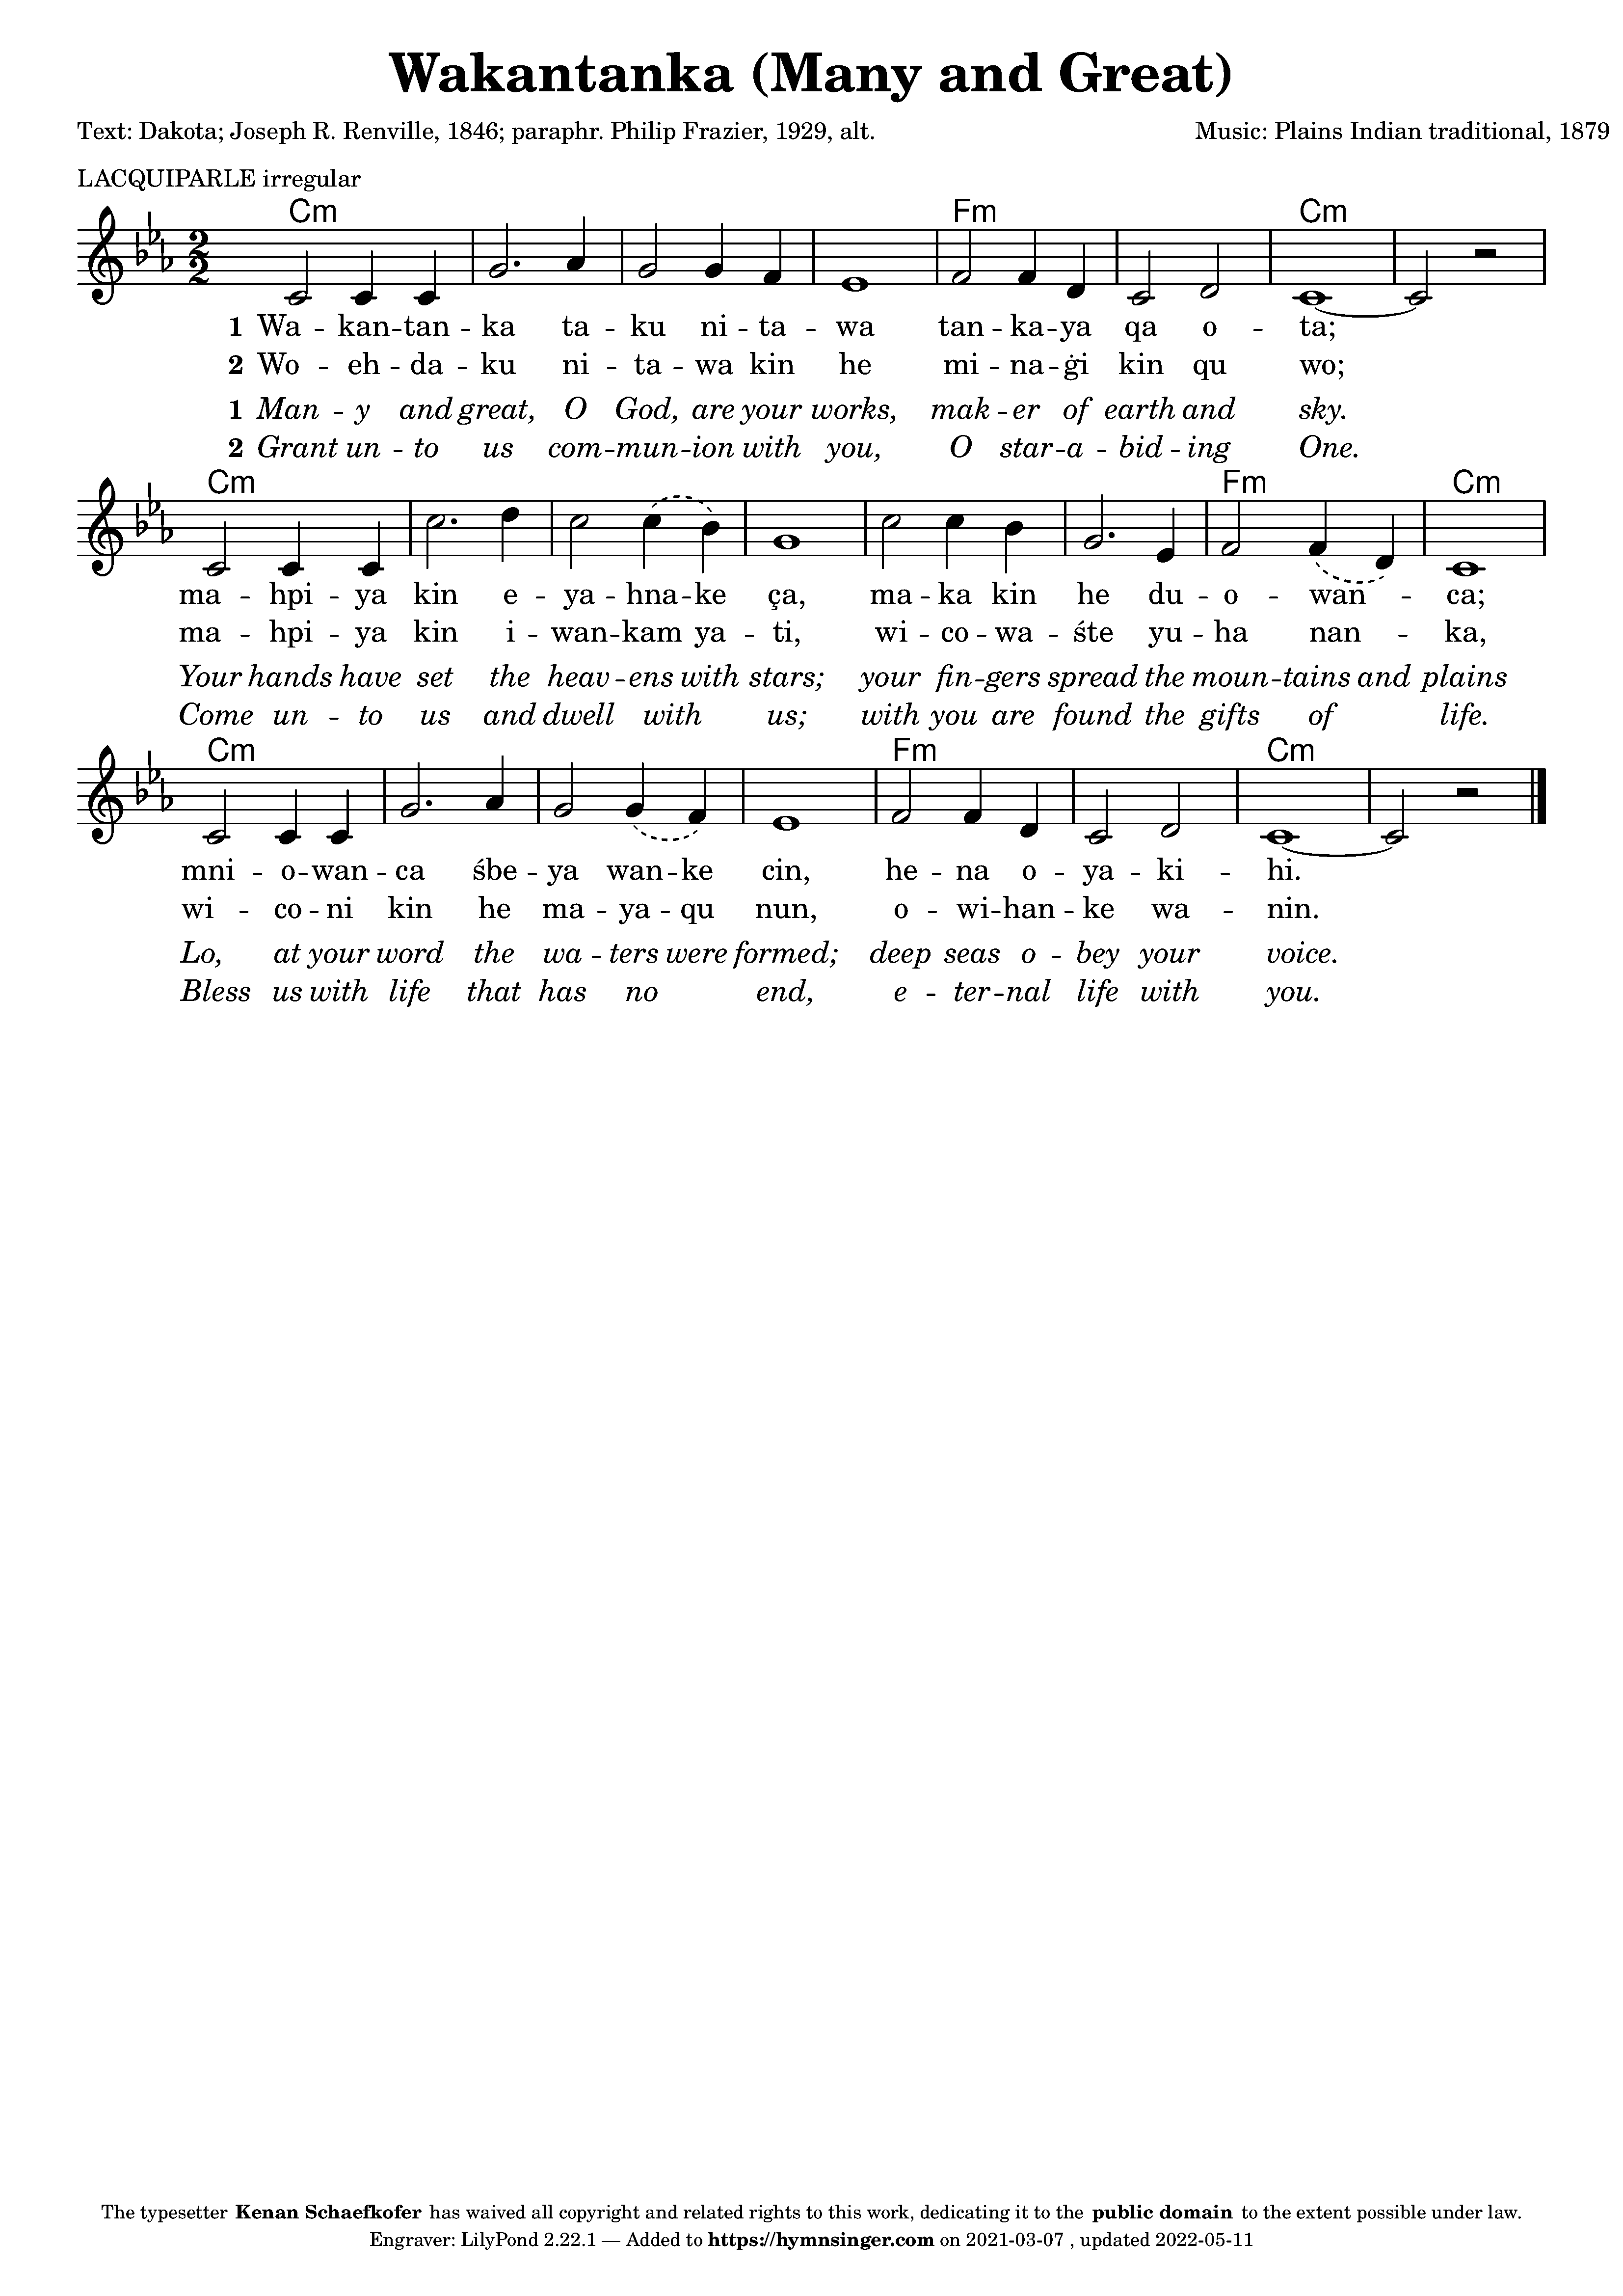 Wakantanka (Many and Great)
Text: Dakota; Joseph R. Renville, 1846; paraphr. Philip Frazier, 1929, alt. Music: Plains Indian traditional, 1879
LACQUIPARLE irregular
Cm Fm Cm
1 Wa -- kan -- tan -- ka ta -- ku ni -- ta -- wa tan -- ka -- ya qa o -- ta;
2 Wo -- eh -- da -- ku ni -- ta -- wa kin he mi -- na -- ġi kin qu wo;
1 Man -- y and great, O God, are your works, mak -- er of earth and sky.
2 Grant un -- to us com -- mun -- ion with you, O star -- a -- bid -- ing One.
Cm Fm Cm
ma -- hpi -- ya kin e -- ya -- hna -- ke ça, ma -- ka kin he du -- o -- wan -- ca;
ma -- hpi -- ya kin i -- wan -- kam ya -- ti, wi -- co -- wa -- śte yu -- ha nan -- ka,
Your hands have set the heav -- ens with stars; your fin -- gers spread the moun -- tains and plains
Come un -- to us and dwell with us; with you are found the gifts of life.
Cm Fm Cm
mni -- o -- wan -- ca śbe -- ya wan -- ke cin, he -- na o -- ya -- ki -- hi.
wi -- co -- ni kin he ma -- ya -- qu nun, o -- wi -- han -- ke wa -- nin.
Lo, at your word the wa -- ters were formed; deep seas o -- bey your voice.
Bless us with life that has no end, e -- ter -- nal life with you.
The typesetter Kenan Schaefkofer has waived all copyright and related rights to this work, dedicating it to the public domain to the extent possible under law.
Engraver: LilyPond 2.22.1 — Added to https://hymnsinger.com on 2021-03-07 , updated 2022-05-11